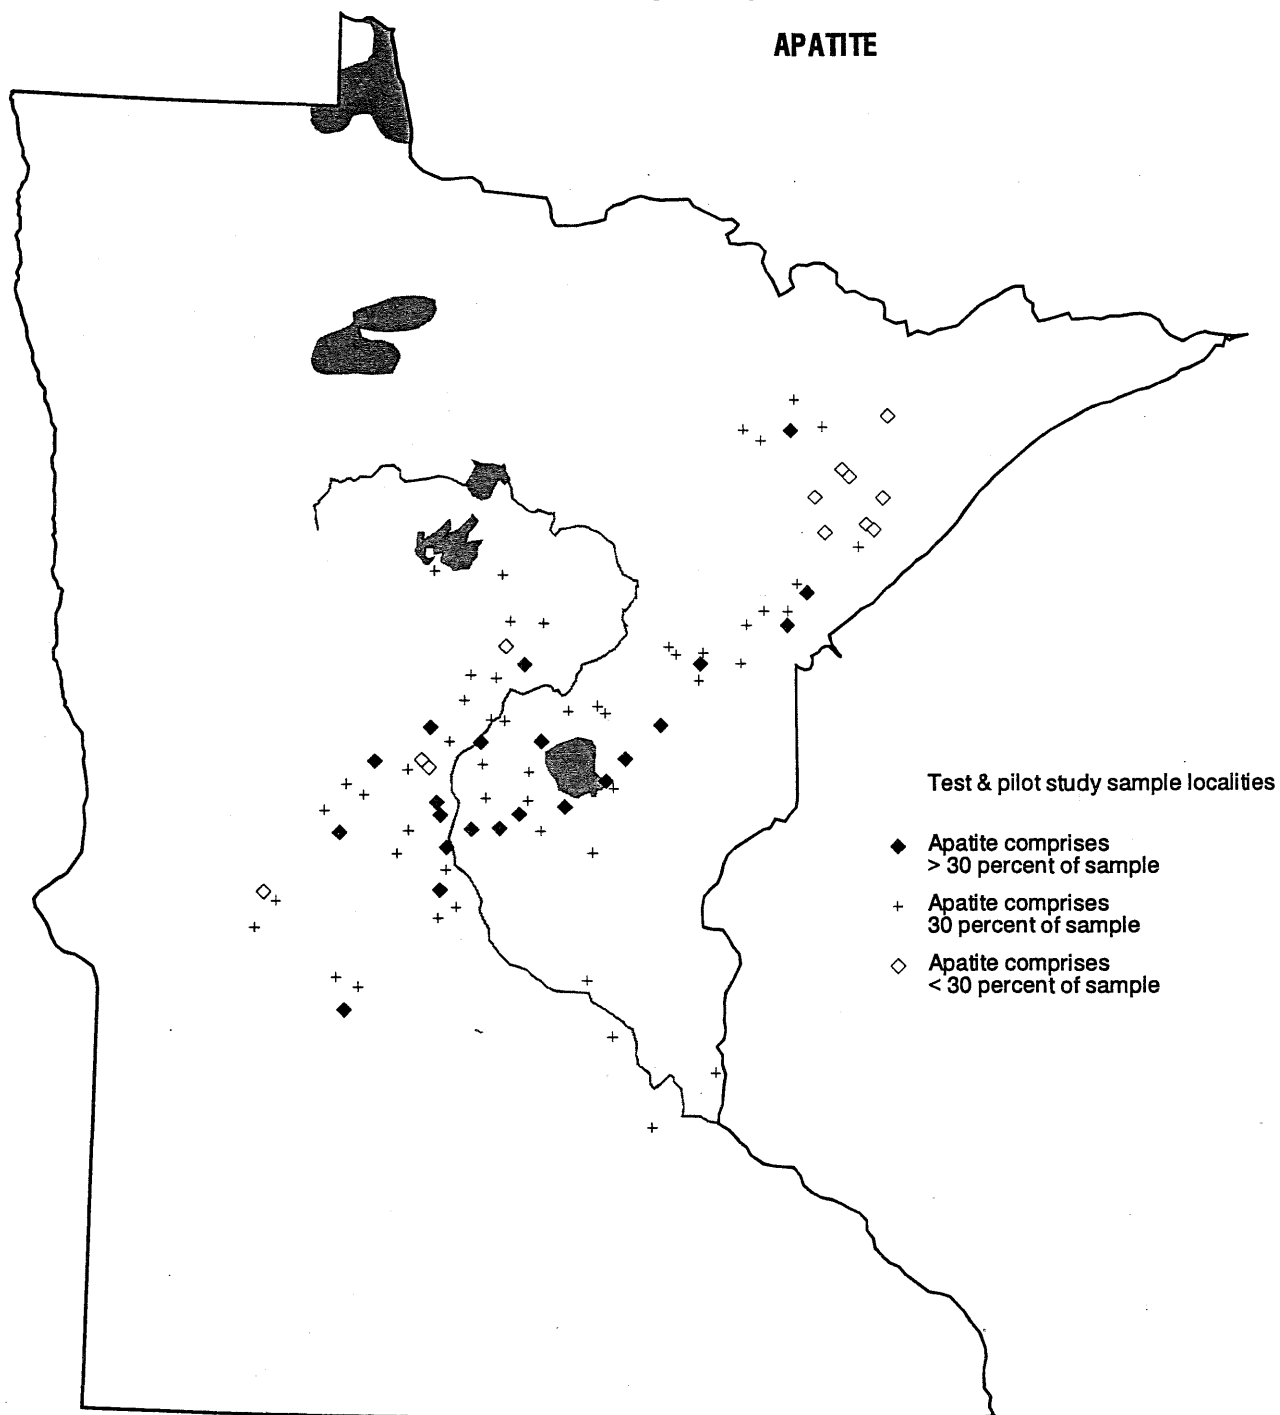 APATITE
Test & pilot study sample localities
Apatite comprises
> 30 percent of sample
Apatite comprises
30 percent of sample
Apatite comprises
< 30 percent of sample